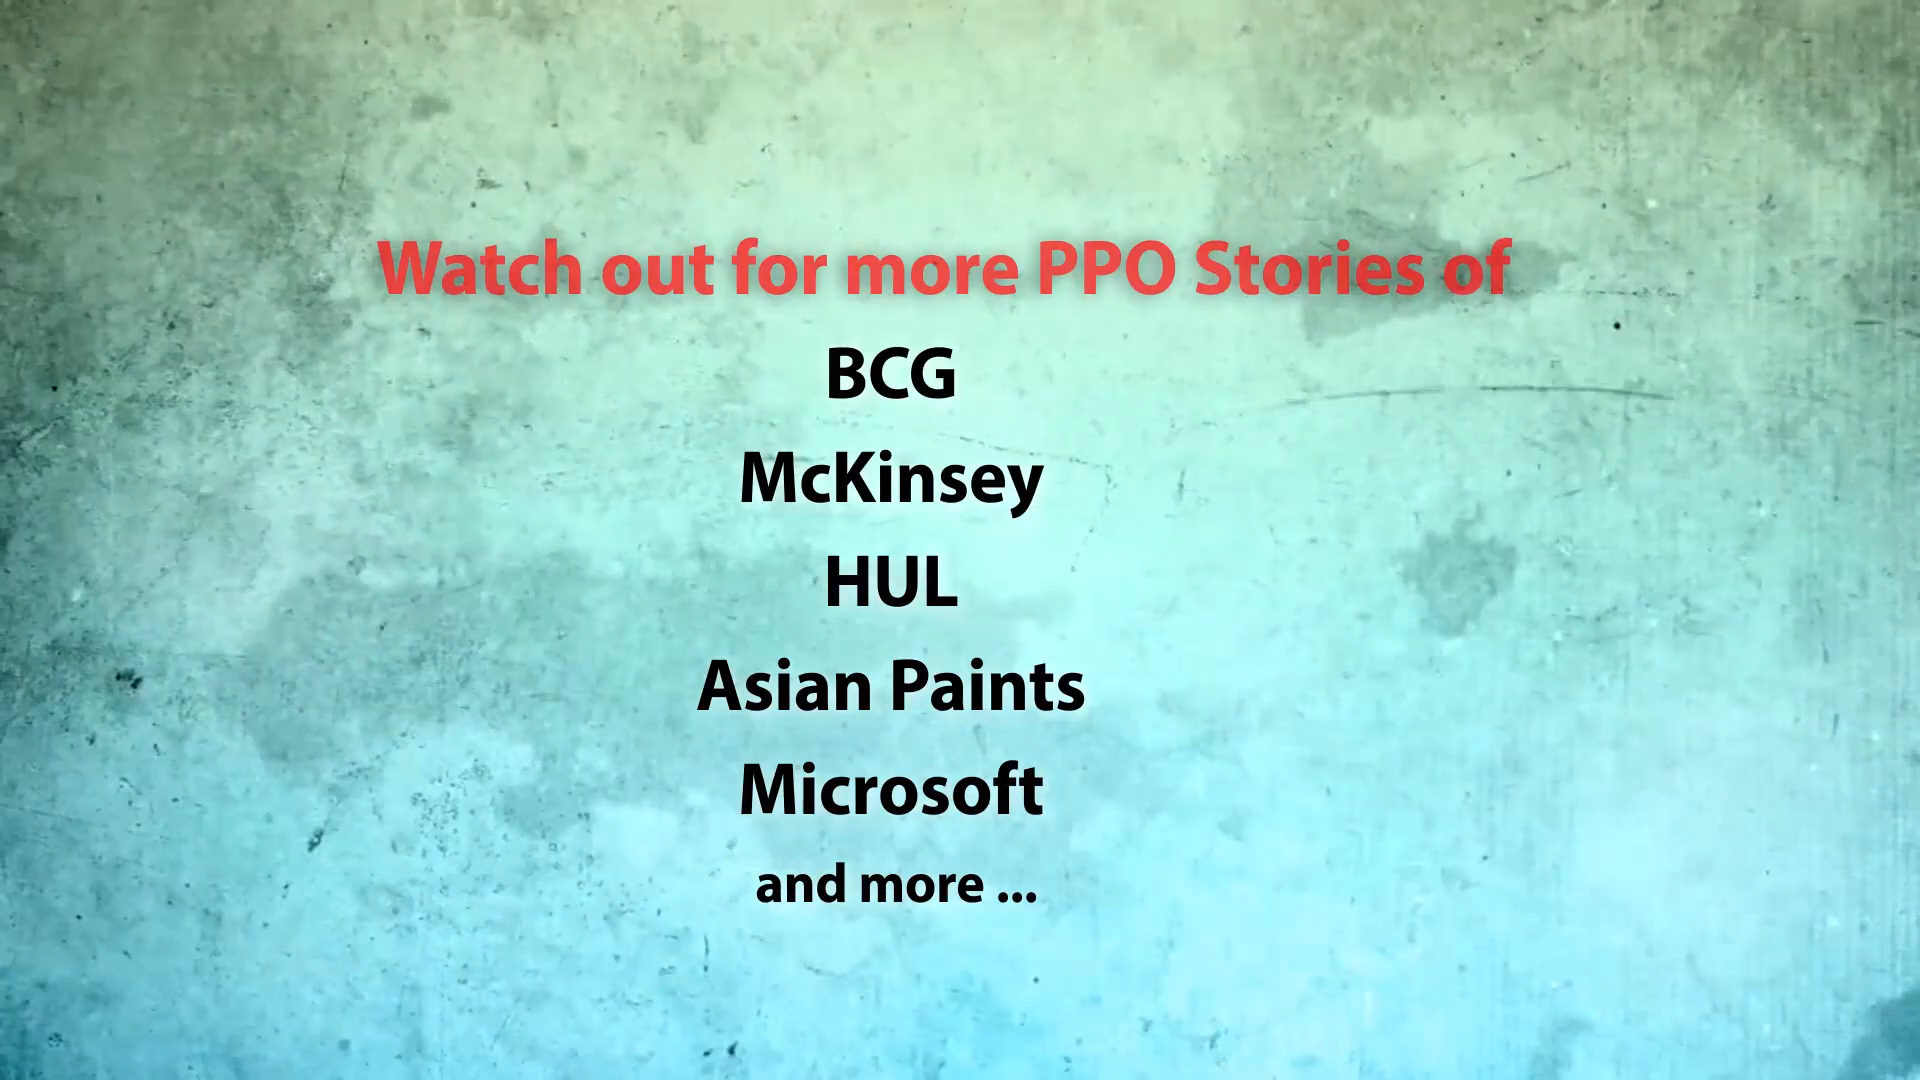 Watch out for more PPO Stories of
BCG
McKinsey
HUL
Asian Paints
Microsoft
and more ...